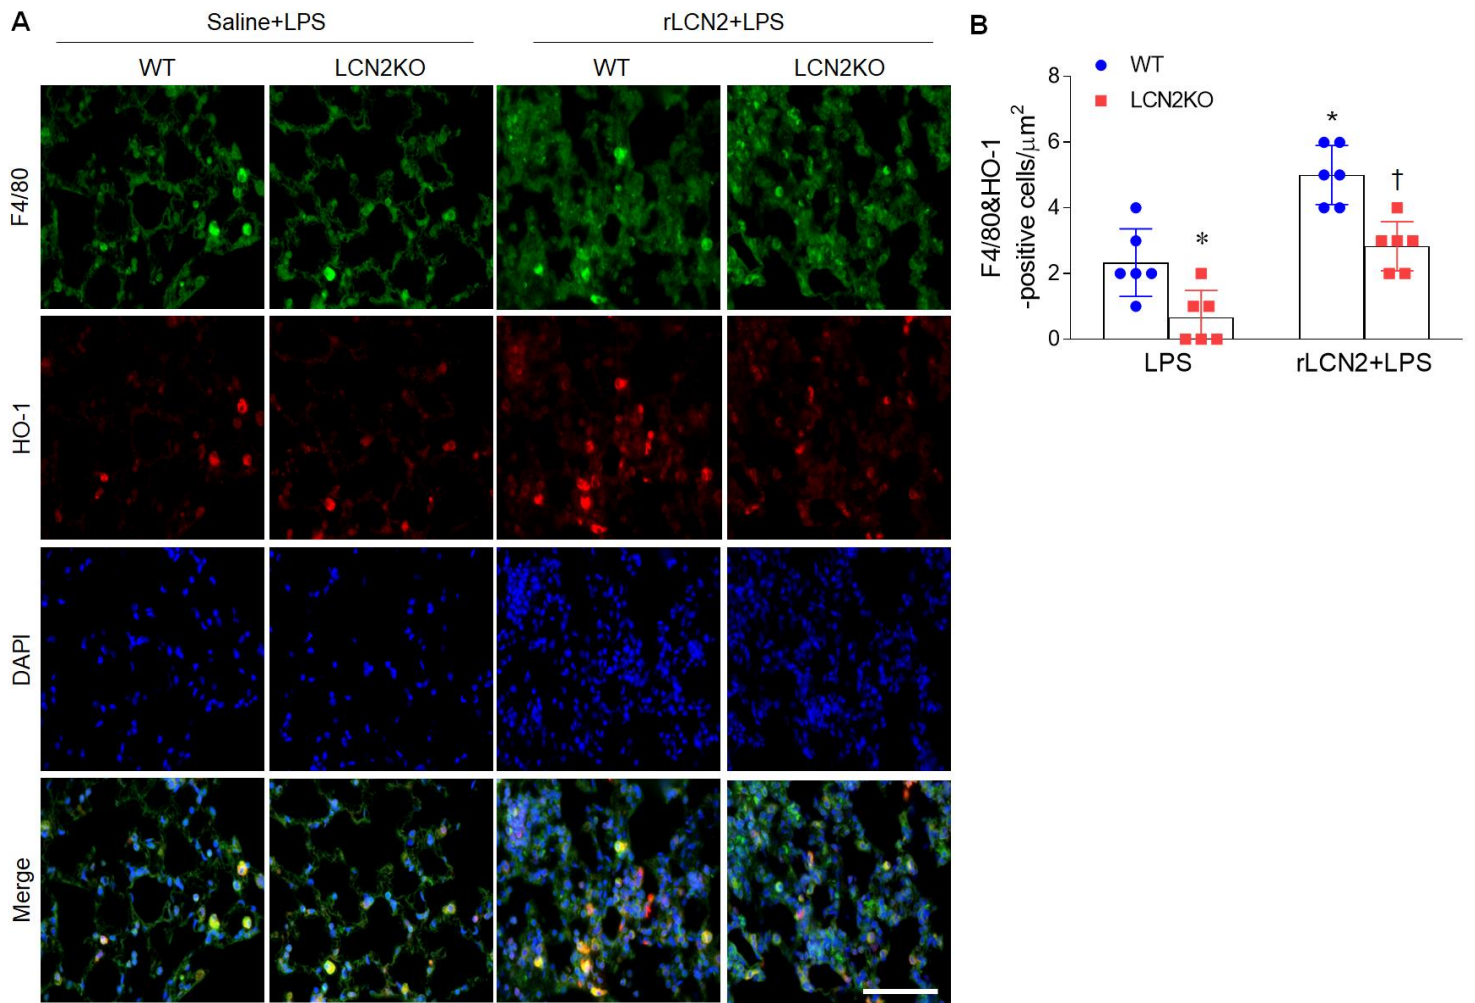 A
Saline+LPS
rLCN2+LPS
WT
LCN2KO
WT
LCN2KO
F4/80
HO-1
DAPI
Merge
B
WT
LCN2KO
F4/80&HO-1
-positive cells/μm²
8
6
4
2
0
*
*
†
LPS
rLCN2+LPS